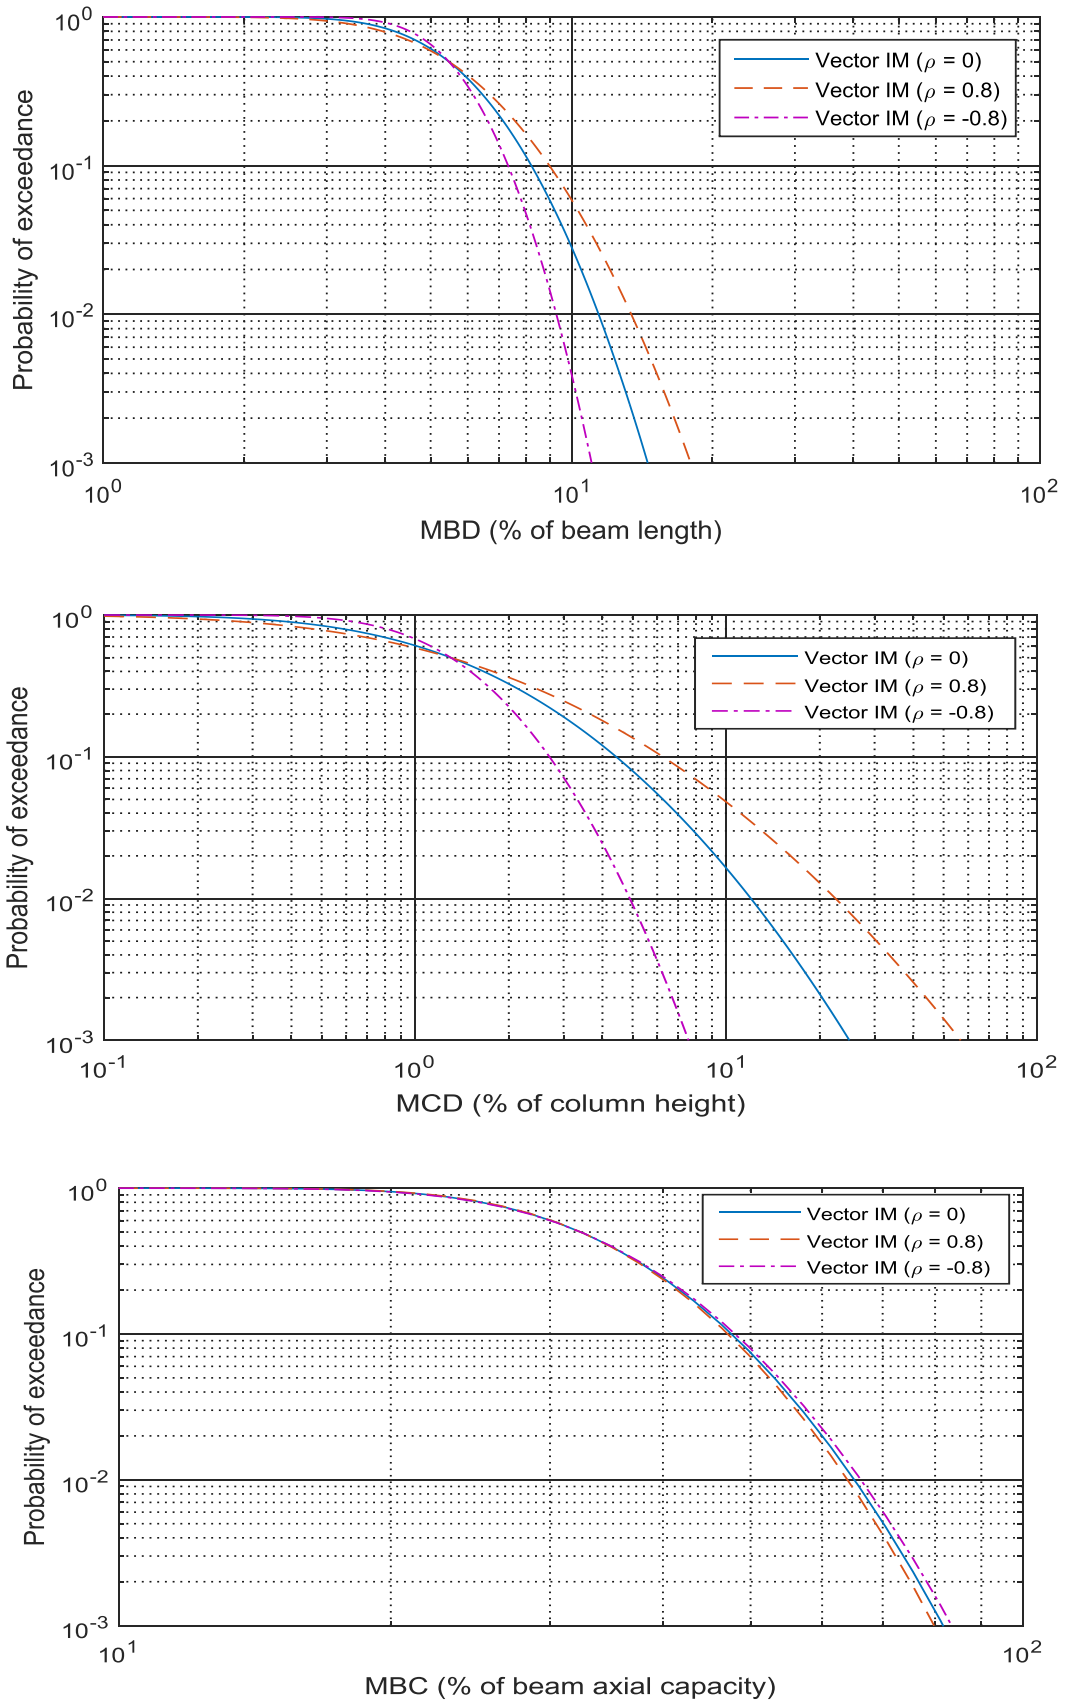 10^0
Vector IM (ρ = 0)
Vector IM (ρ = 0.8)
Vector IM (ρ = -0.8)
10^-1
10^-2
10^-3
Probability of exceedance
10^0
10^1
10^2
MBD (% of beam length)
10^0
Vector IM (ρ = 0)
Vector IM (ρ = 0.8)
Vector IM (ρ = -0.8)
10^-1
10^-2
10^-3
Probability of exceedance
10^-1
10^0
10^1
10^2
MCD (% of column height)
10^0
Vector IM (ρ = 0)
Vector IM (ρ = 0.8)
Vector IM (ρ = -0.8)
10^-1
10^-2
10^-3
Probability of exceedance
10^1
10^2
MBC (% of beam axial capacity)